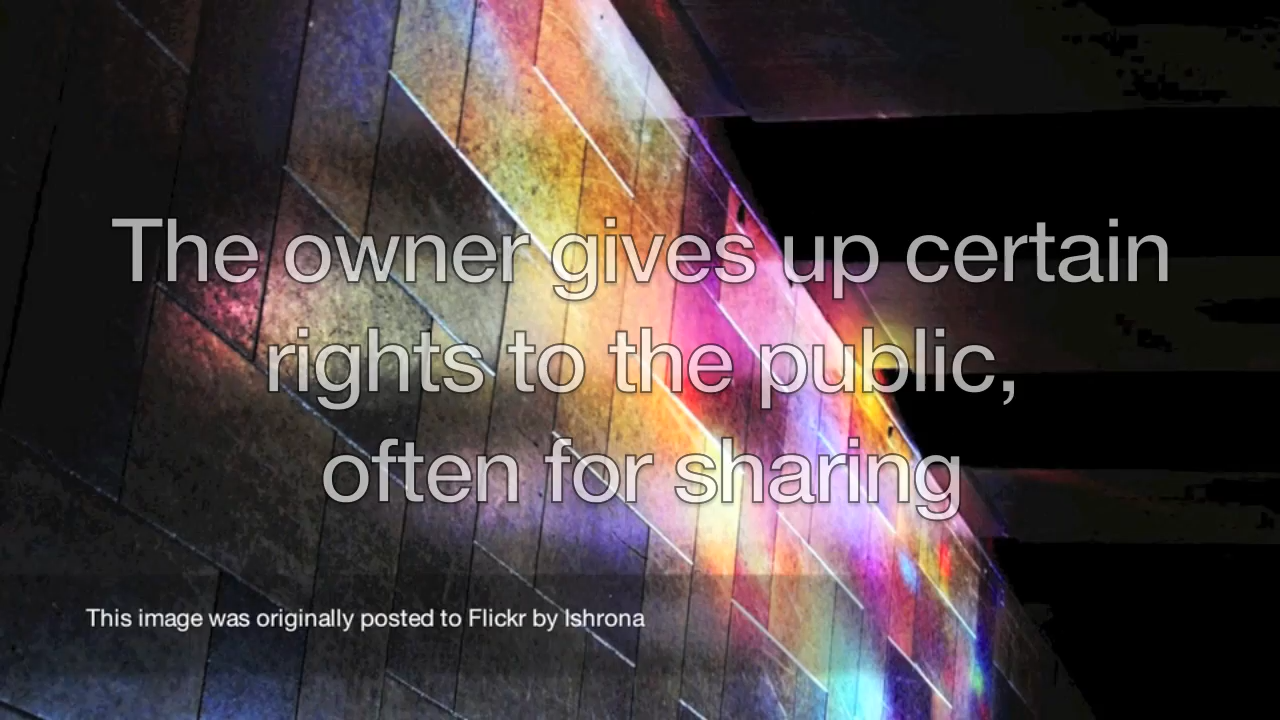 The owner gives up certain
rights to the public,
often for sharing
This image was originally posted to Flickr by Ishrona